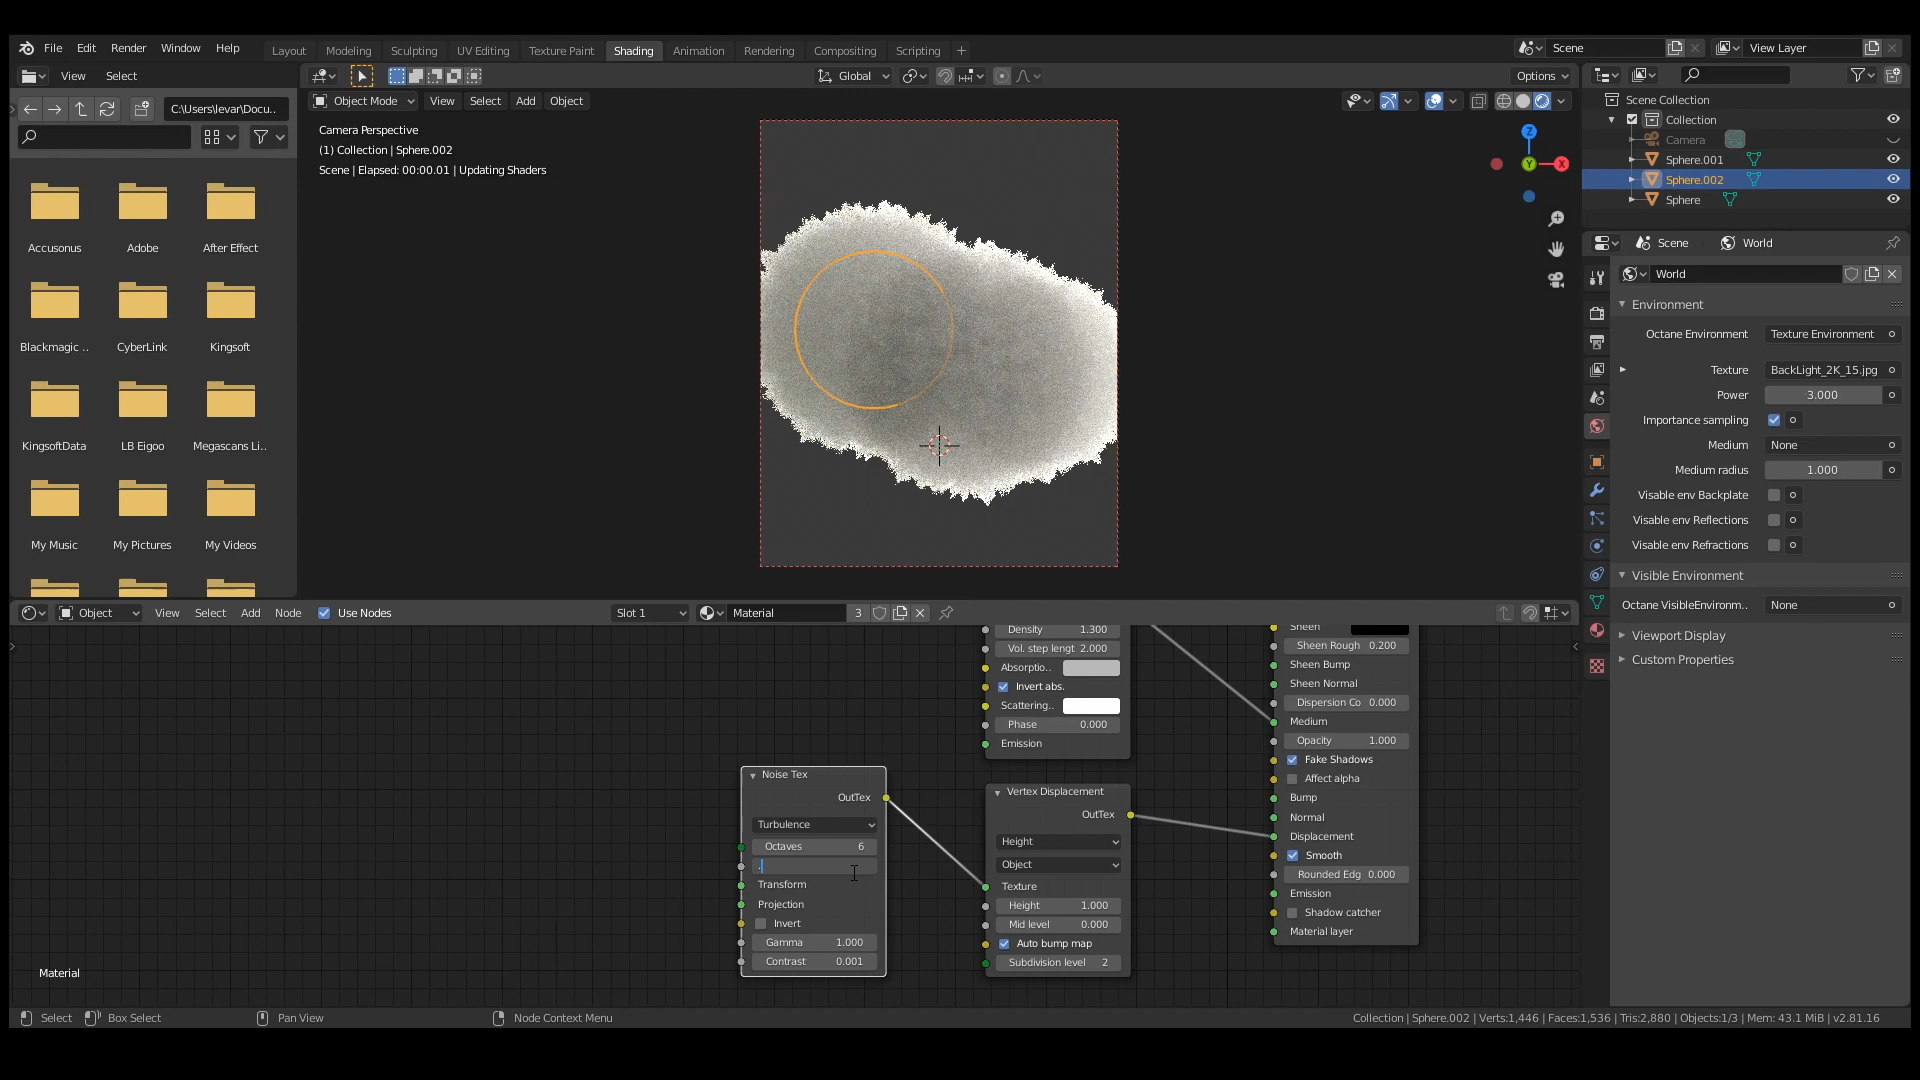 File Edit Render Window Help
Layout Modeling Sculpting UV Editing Texture Paint Shading Animation Rendering Compositing Scripting +
Scene View Layer
View Select
Global
Options
C:\Users\levar\Docu..
Object Mode View Select Add Object
Camera Perspective
(1) Collection | Sphere.002
Scene | Elapsed: 00:00.01 | Updating Shaders
Z
Y
X
Accusonus Adobe After Effect
Blackmagic .. CyberLink Kingsoft
KingsoftData LB Eigoo Megascans Li..
My Music My Pictures My Videos
Scene Collection
Collection
Camera
Sphere.001
Sphere.002
Sphere
Scene World
World
Environment
Octane Environment Texture Environment
Texture BackLight_2K_15.jpg
Power 3.000
Importance sampling
Medium None
Medium radius 1.000
Visable env Backplate
Visable env Reflections
Visable env Refractions
Visible Environment
Octane VisibleEnvironm.. None
Viewport Display
Custom Properties
Object View Select Add Node Use Nodes
Slot 1
Material 3
Density 1.300
Vol. step lengt 2.000
Absorptio..
Invert abs.
Scattering..
Phase 0.000
Emission
Noise Tex
OutTex
Turbulence
Octaves 6
.
Transform
Projection
Invert
Gamma 1.000
Contrast 0.001
Vertex Displacement
OutTex
Height
Object
Texture
Height 1.000
Mid level 0.000
Auto bump map
Subdivision level 2
Sheen
Sheen Rough 0.200
Sheen Bump
Sheen Normal
Dispersion Co 0.000
Medium
Opacity 1.000
Fake Shadows
Affect alpha
Bump
Normal
Displacement
Smooth
Rounded Edg 0.000
Emission
Shadow catcher
Material layer
Material
Select Box Select Pan View Node Context Menu
Collection | Sphere.002 | Verts:1,446 | Faces:1,536 | Tris:2,880 | Objects:1/3 | Mem: 43.1 MiB | v2.81.16